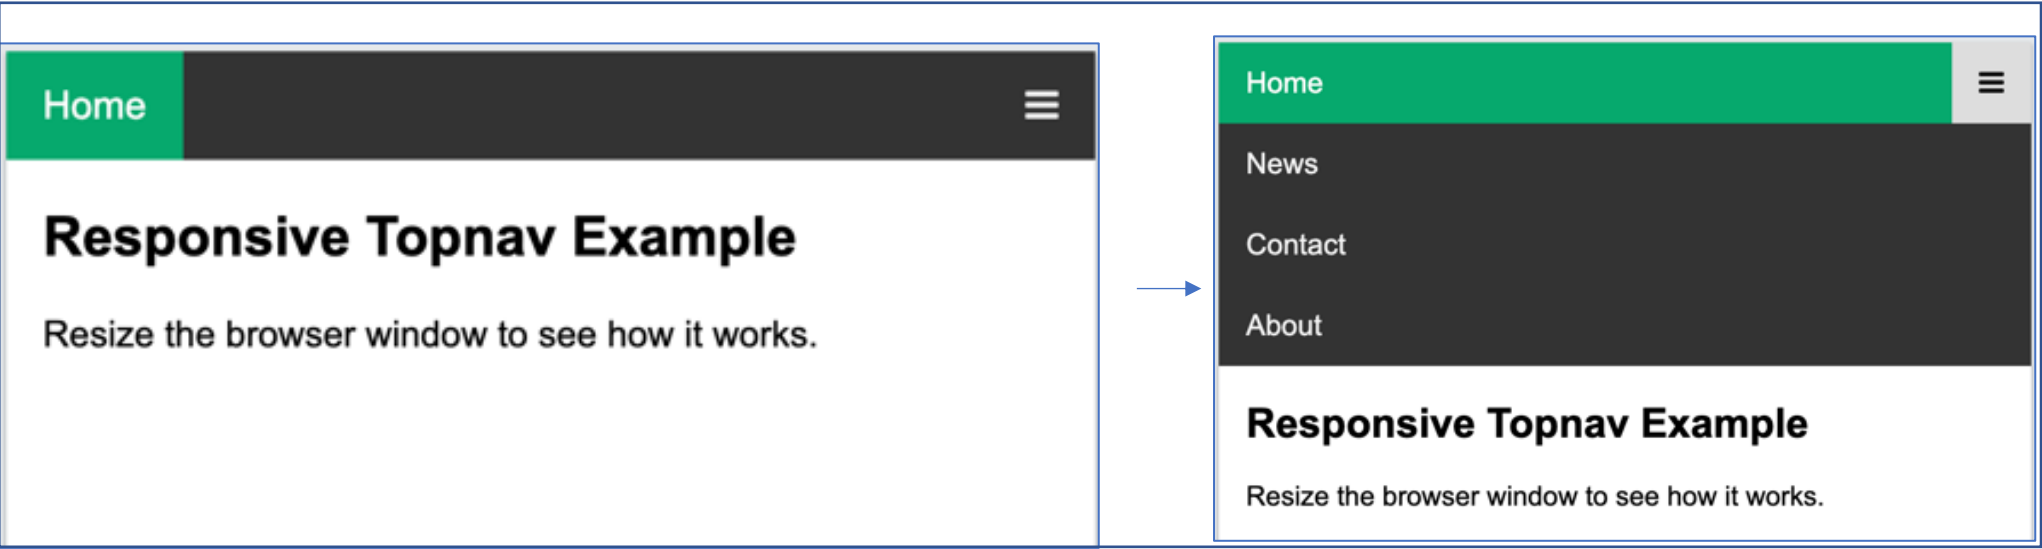 Home
Responsive Topnav Example
Resize the browser window to see how it works.
Home
News
Contact
About
Responsive Topnav Example
Resize the browser window to see how it works.